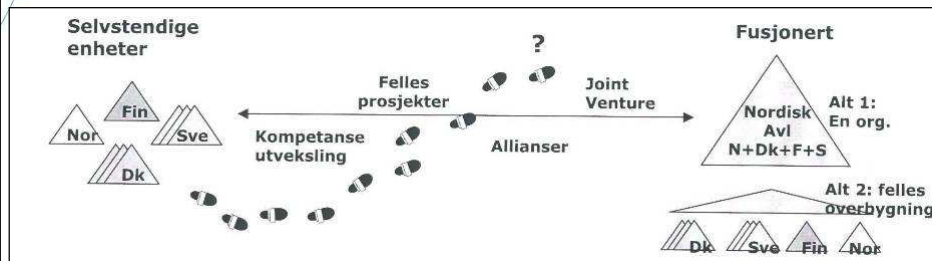 Selvstendige
enheter
Fin
Nor
Sve
Dk
Felles
prosjekter
Kompetanse
utveksling
?
Joint
Venture
Allianser
Fusjonert
Nordisk
Avl
N+Dk+F+S
Alt 1:
En org.
Alt 2: felles
overbygning
Dk
Sve
Fin
Nor